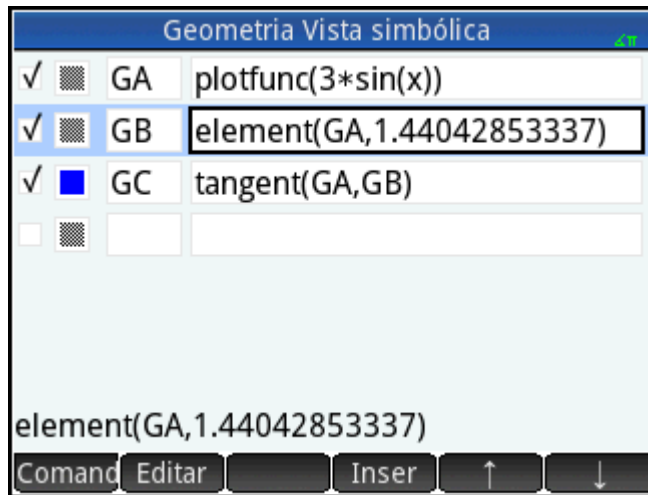 Geometria Vista simbólica
∡π
√ GA plotfunc(3*sin(x))
√ GB element(GA,1.44042853337)
√ GC tangent(GA,GB)
element(GA,1.44042853337)
Comand Editar Inser ↑ ↓